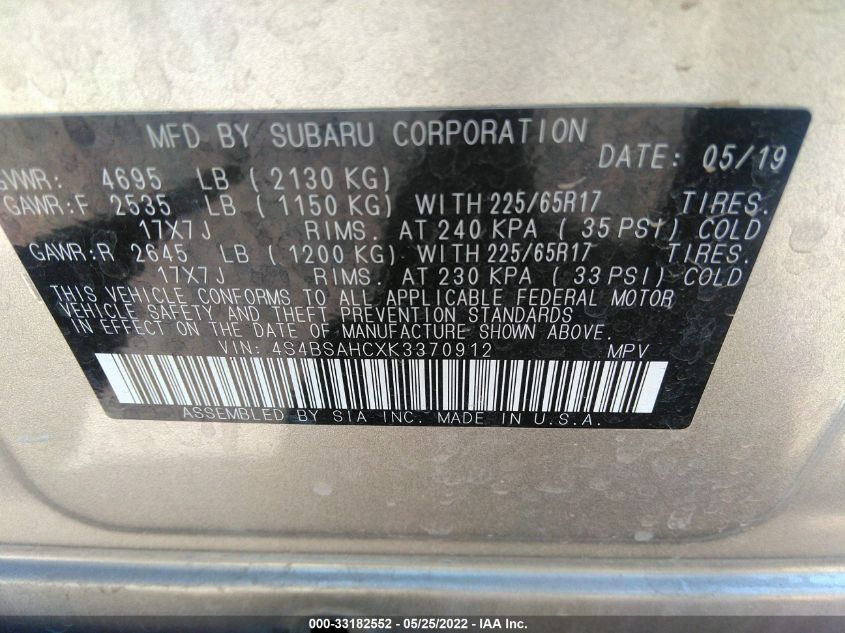 MFD BY SUBARU CORPORATION
DATE: 05/19
GVWR: 4695 LB ( 2130 KG)
GAWR:F 2535 LB ( 1150 KG) WITH 225/65R17 TIRES.
17X7J RIMS. AT 240 KPA ( 35 PSI) COLD
GAWR:R 2645 LB ( 1200 KG) WITH 225/65R17 TIRES.
17X7J RIMS. AT 230 KPA ( 33 PSI) COLD
THIS VEHICLE CONFORMS TO ALL APPLICABLE FEDERAL MOTOR
VEHICLE SAFETY AND THEFT PREVENTION STANDARDS
IN EFFECT ON THE DATE OF MANUFACTURE SHOWN ABOVE.
VIN: 4S4BSAHCXK3370912 MPV
ASSEMBLED BY SIA INC. MADE IN U.S.A.
000-33182552 - 05/25/2022 - IAA Inc.